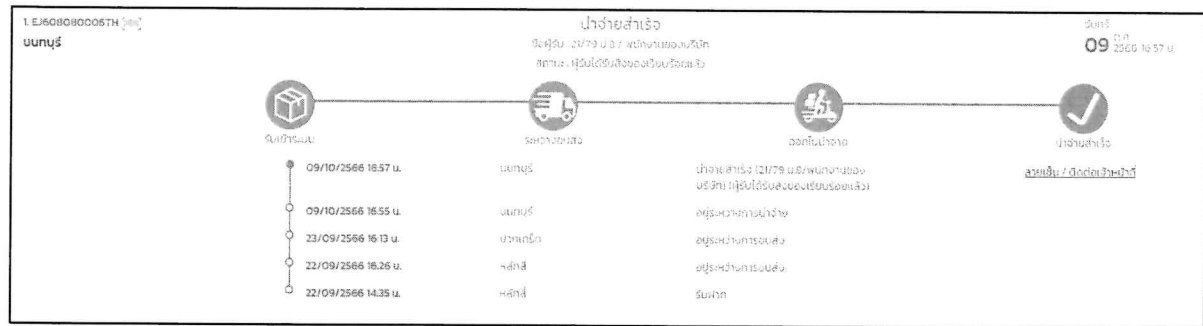 1. EJ608080005TH
นนทบุรี
นำจ่ายสำเร็จ
ชื่อผู้รับ : 21/79 ม.8 / พนักงานของบริษัท
สถานะ : ผู้รับได้รับสิ่งของเรียบร้อยแล้ว
จันทร์
09 ต.ค. 2566 16:57 น.
รับเข้าระบบ
ระหว่างขนส่ง
ออกไปนำจ่าย
นำจ่ายสำเร็จ
09/10/2566 16:57 น. นนทบุรี นำจ่ายสำเร็จ (21/79 ม.8/พนักงานของบริษัท) (ผู้รับได้รับสิ่งของเรียบร้อยแล้ว)
ลายเซ็น / ติดต่อเจ้าหน้าที่
09/10/2566 16:55 น. นนทบุรี อยู่ระหว่างการนำจ่าย
23/09/2566 16:13 น. ปากเกร็ด อยู่ระหว่างการขนส่ง
22/09/2566 16:26 น. หลักสี่ อยู่ระหว่างการขนส่ง
22/09/2566 14:35 น. หลักสี่ รับฝาก